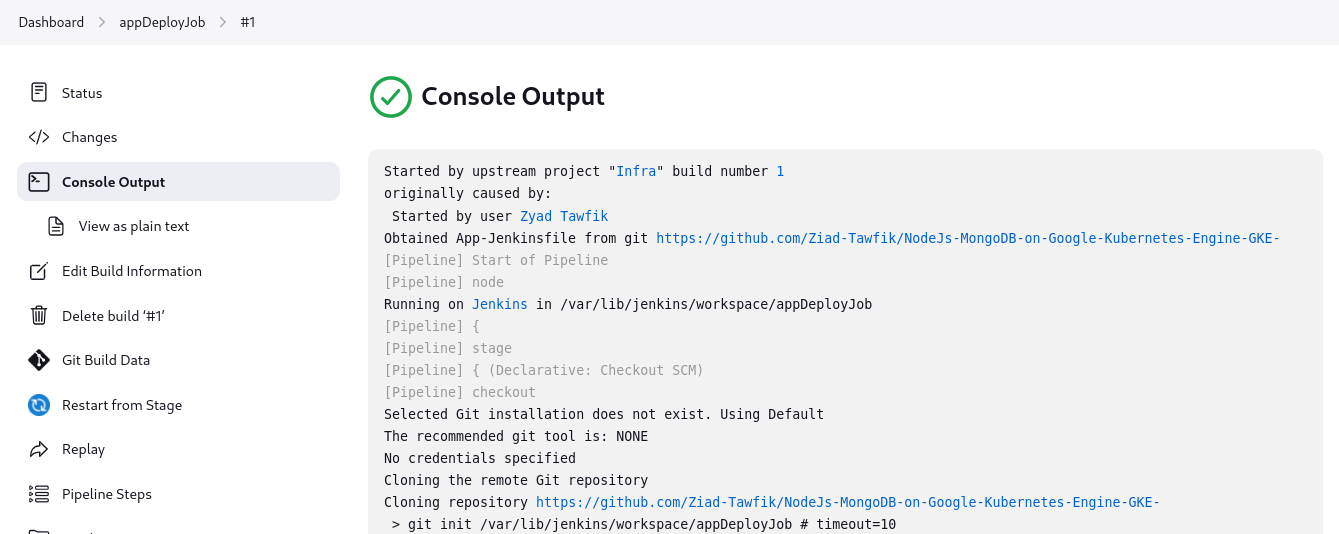 Dashboard > appDeployJob > #1
Status
Changes
Console Output
View as plain text
Edit Build Information
Delete build ‘#1’
Git Build Data
Restart from Stage
Replay
Pipeline Steps
Console Output
Started by upstream project "Infra" build number 1
originally caused by:
Started by user Zyad Tawfik
Obtained App-Jenkinsfile from git https://github.com/Ziad-Tawfik/NodeJs-MongoDB-on-Google-Kubernetes-Engine-GKE-
[Pipeline] Start of Pipeline
[Pipeline] node
Running on Jenkins in /var/lib/jenkins/workspace/appDeployJob
[Pipeline] {
[Pipeline] stage
[Pipeline] { (Declarative: Checkout SCM)
[Pipeline] checkout
Selected Git installation does not exist. Using Default
The recommended git tool is: NONE
No credentials specified
Cloning the remote Git repository
Cloning repository https://github.com/Ziad-Tawfik/NodeJs-MongoDB-on-Google-Kubernetes-Engine-GKE-
> git init /var/lib/jenkins/workspace/appDeployJob # timeout=10